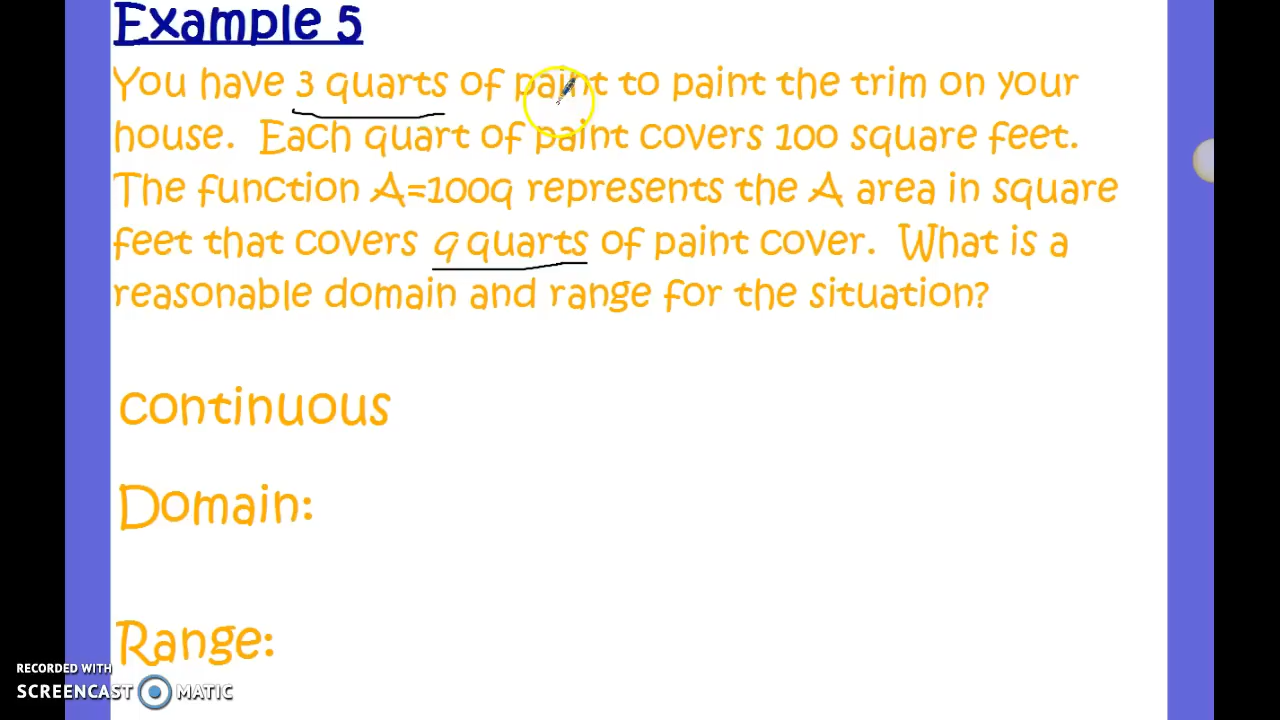 Example 5
You have 3 quarts of paint to paint the trim on your
house. Each quart of paint covers 100 square feet.
The function A=100q represents the A area in square
feet that covers q quarts of paint cover. What is a
reasonable domain and range for the situation?
continuous
Domain:
Range:
RECORDED WITH
SCREENCAST MATIC